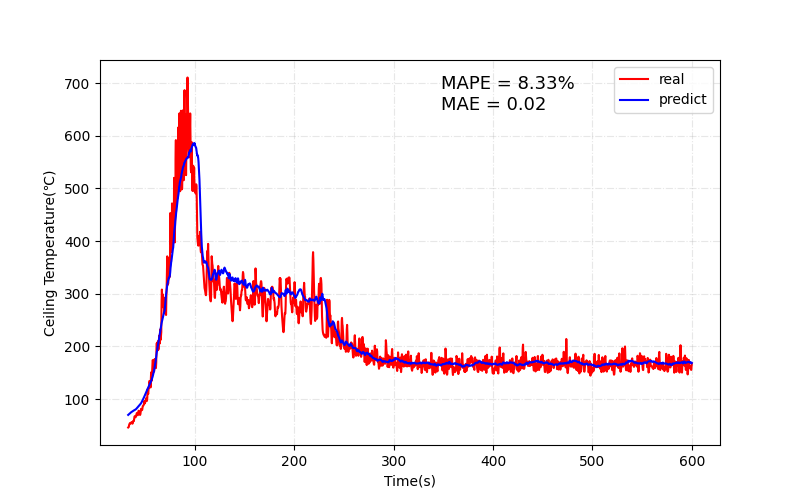 MAPE = 8.33%
MAE = 0.02
real
predict
700
600
500
400
300
200
100
Ceiling Temperature(℃)
100 200 300 400 500 600
Time(s)